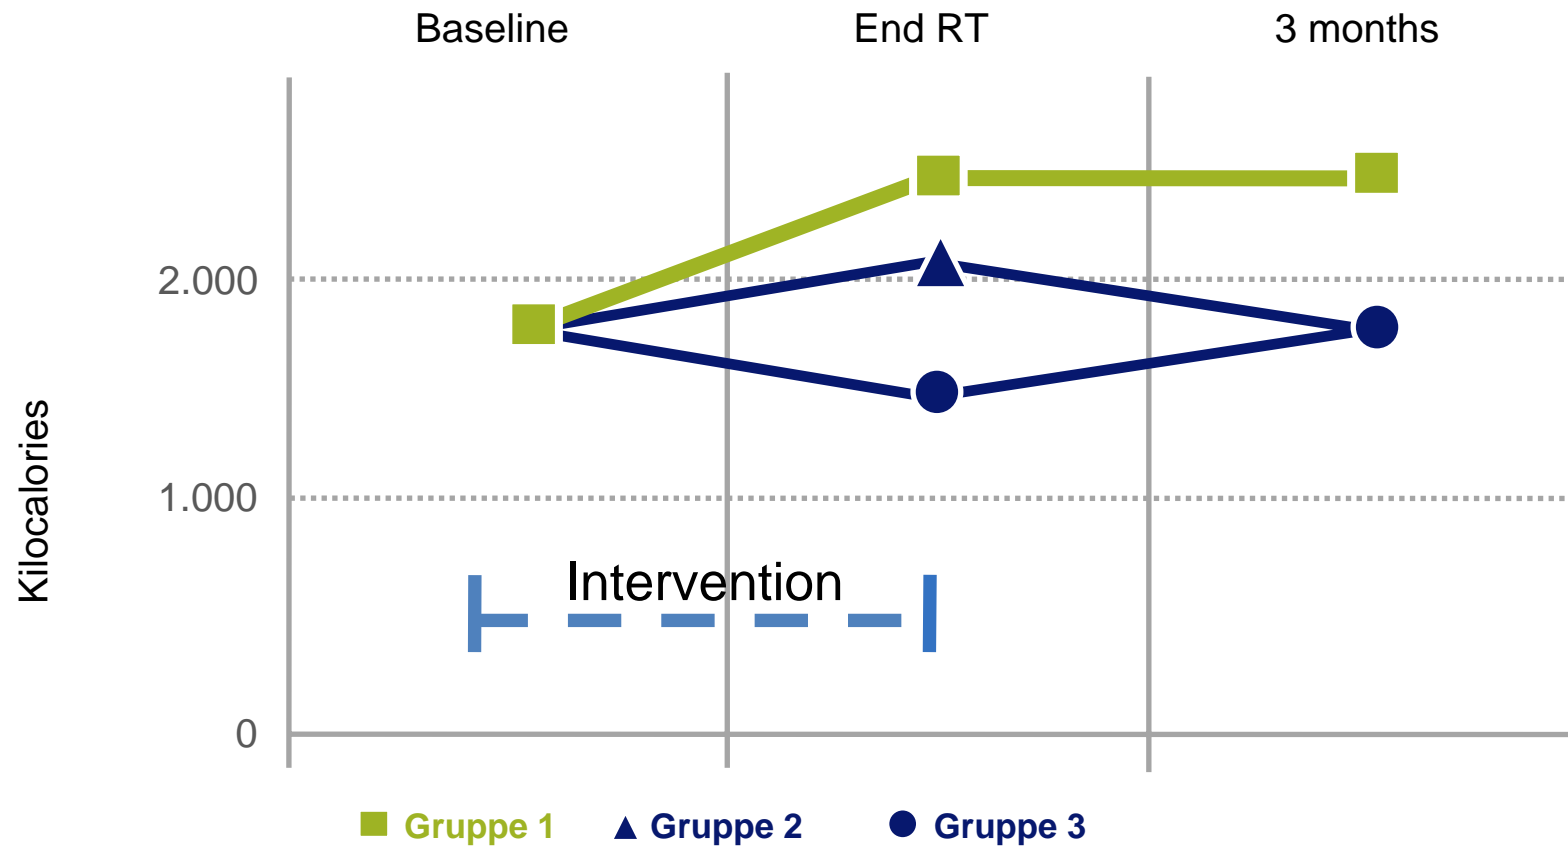 Baseline End RT 3 months
2.000
1.000
Kilocalories
Intervention
0
Gruppe 1 Gruppe 2 Gruppe 3